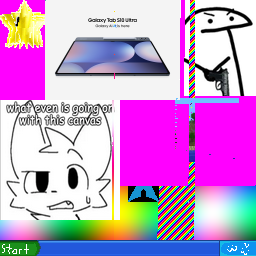 Galaxy Tab S10 Ultra
Galaxy AI is here
what even is going on
with this canvas
Start